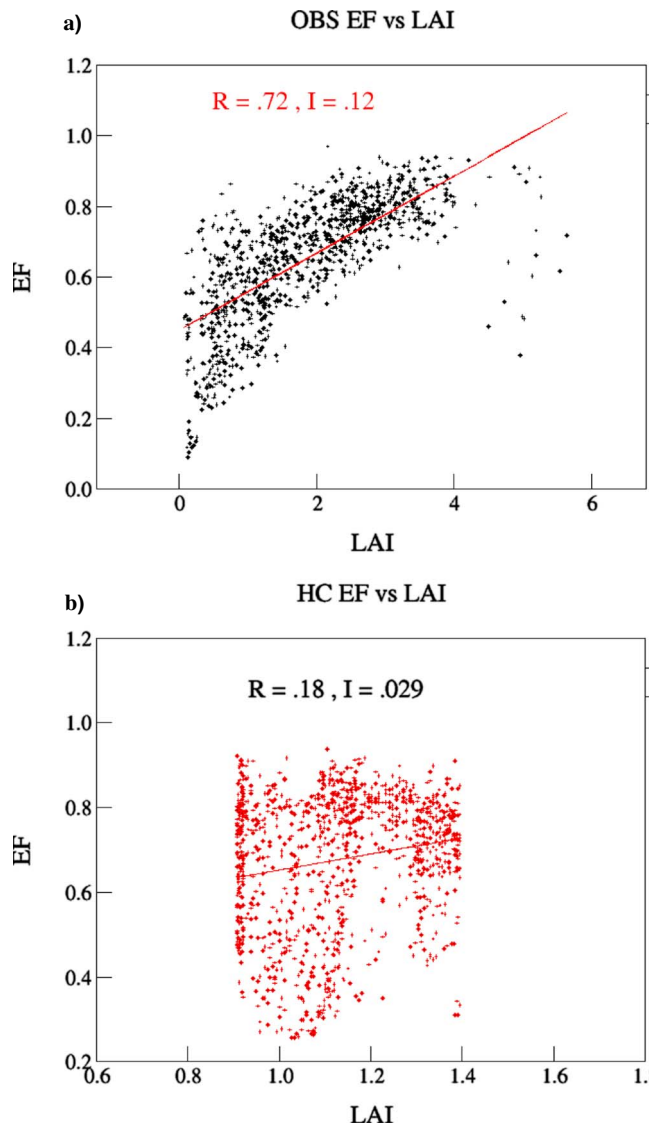 a)
OBS EF vs LAI
R = .72 , I = .12
1.2
1.0
0.8
0.6
0.4
0.2
0.0
EF
0 2 4 6
LAI
b)
HC EF vs LAI
R = .18 , I = .029
1.2
1.0
0.8
0.6
0.4
0.2
EF
0.6 0.8 1.0 1.2 1.4 1.6
LAI